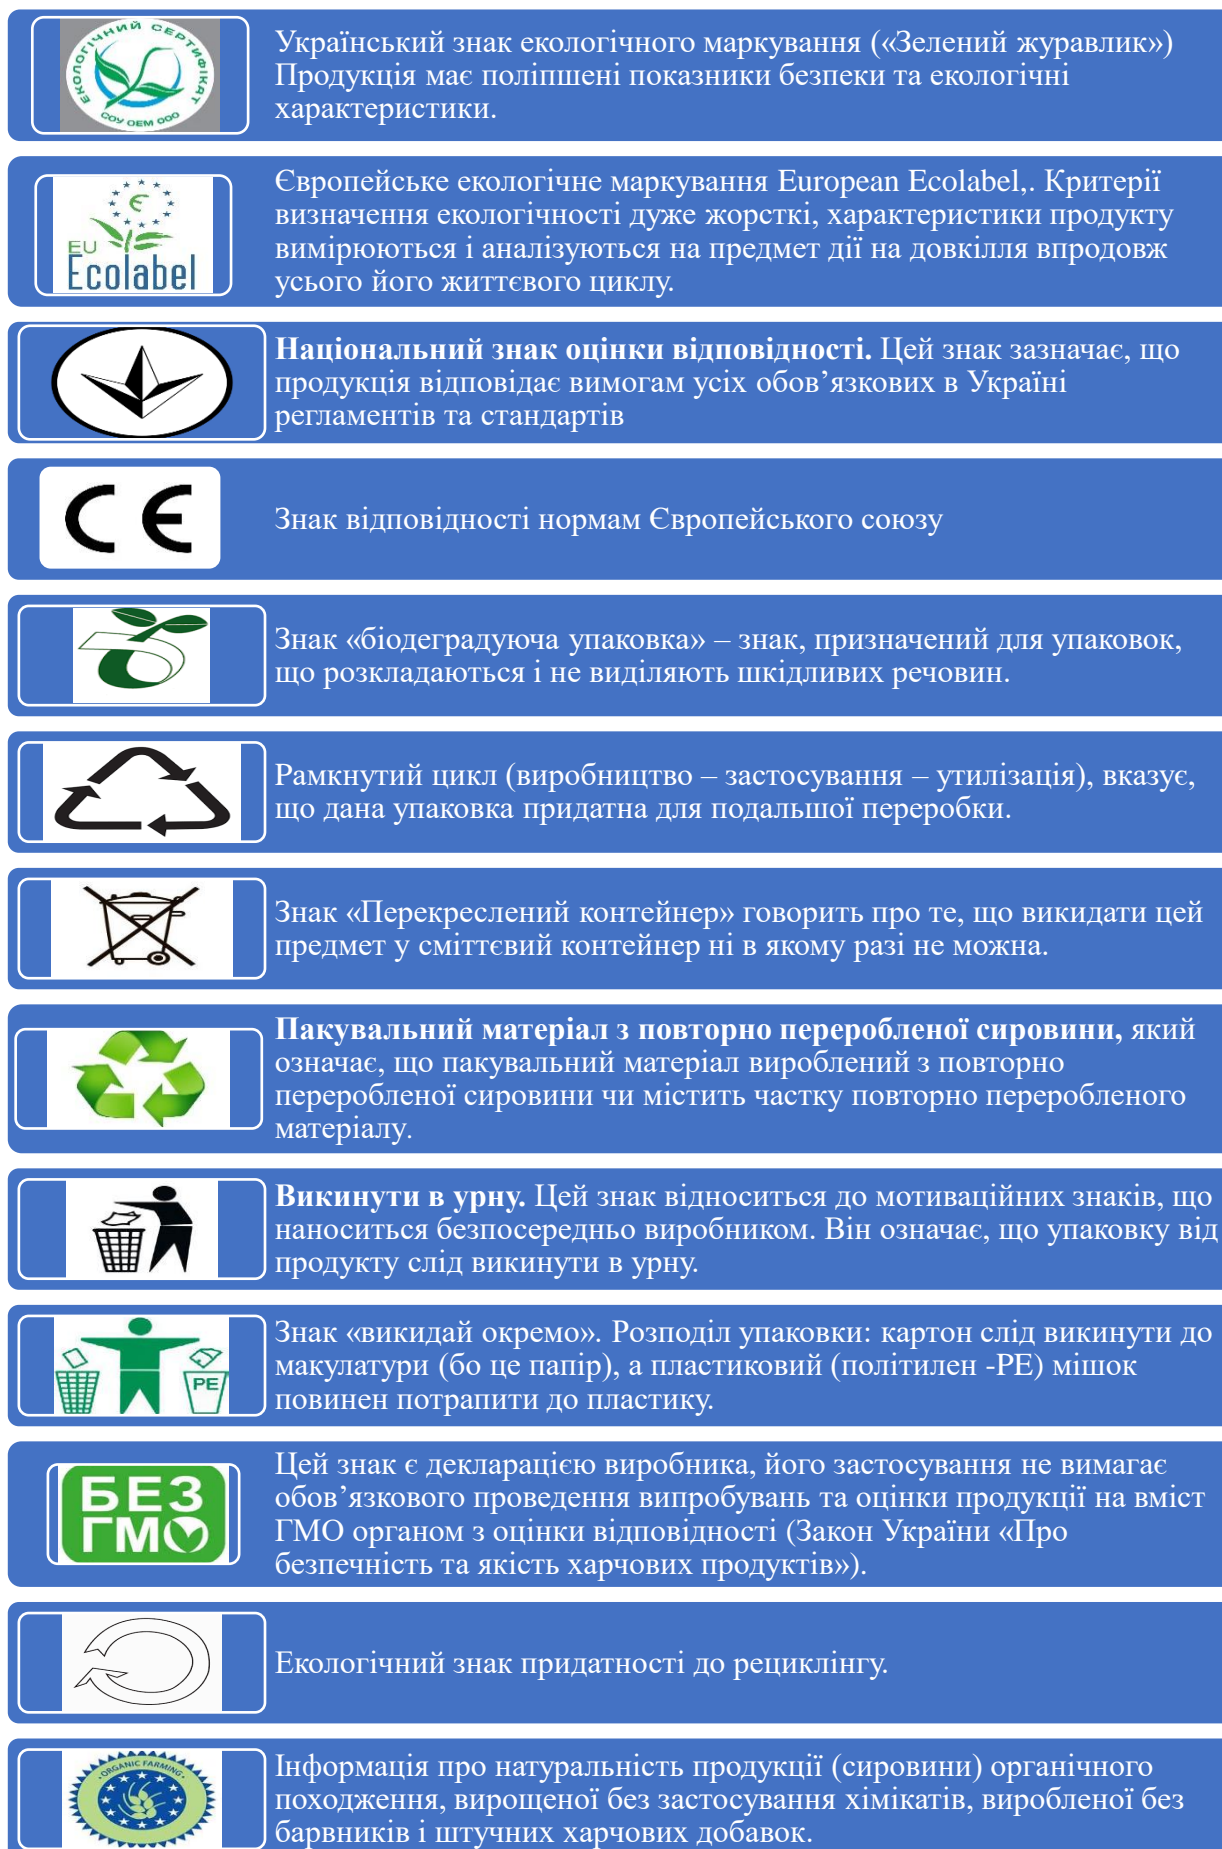 ЕКОЛОГІЧНИЙ СЕРТИФІКАТ
СОУ ОЕМ 000
Український знак екологічного маркування («Зелений журавлик»)
Продукція має поліпшені показники безпеки та екологічні
характеристики.
EU
Ecolabel
Європейське екологічне маркування European Ecolabel,. Критерії
визначення екологічності дуже жорсткі, характеристики продукту
вимірюються і аналізуються на предмет дії на довкілля впродовж
усього його життєвого циклу.
Національний знак оцінки відповідності. Цей знак зазначає, що
продукція відповідає вимогам усіх обов’язкових в Україні
регламентів та стандартів
CE
Знак відповідності нормам Європейського союзу
Знак «біодеградуюча упаковка» – знак, призначений для упаковок,
що розкладаються і не виділяють шкідливих речовин.
Рамкнутий цикл (виробництво – застосування – утилізація), вказує,
що дана упаковка придатна для подальшої переробки.
Знак «Перекреслений контейнер» говорить про те, що викидати цей
предмет у сміттєвий контейнер ні в якому разі не можна.
Пакувальний матеріал з повторно переробленої сировини, який
означає, що пакувальний матеріал вироблений з повторно
переробленої сировини чи містить частку повторно переробленого
матеріалу.
Викинути в урну. Цей знак відноситься до мотиваційних знаків, що
наноситься безпосередньо виробником. Він означає, що упаковку від
продукту слід викинути в урну.
PE
Знак «викидай окремо». Розподіл упаковки: картон слід викинути до
макулатури (бо це папір), а пластиковий (політилен -PE) мішок
повинен потрапити до пластику.
БЕЗ
ГМО
Цей знак є декларацією виробника, його застосування не вимагає
обов’язкового проведення випробувань та оцінки продукції на вміст
ГМО органом з оцінки відповідності (Закон України «Про
безпечність та якість харчових продуктів»).
Екологічний знак придатності до рециклінгу.
ORGANIC FARMING
Інформація про натуральність продукції (сировини) органічного
походження, вирощеної без застосування хімікатів, виробленої без
барвників і штучних харчових добавок.